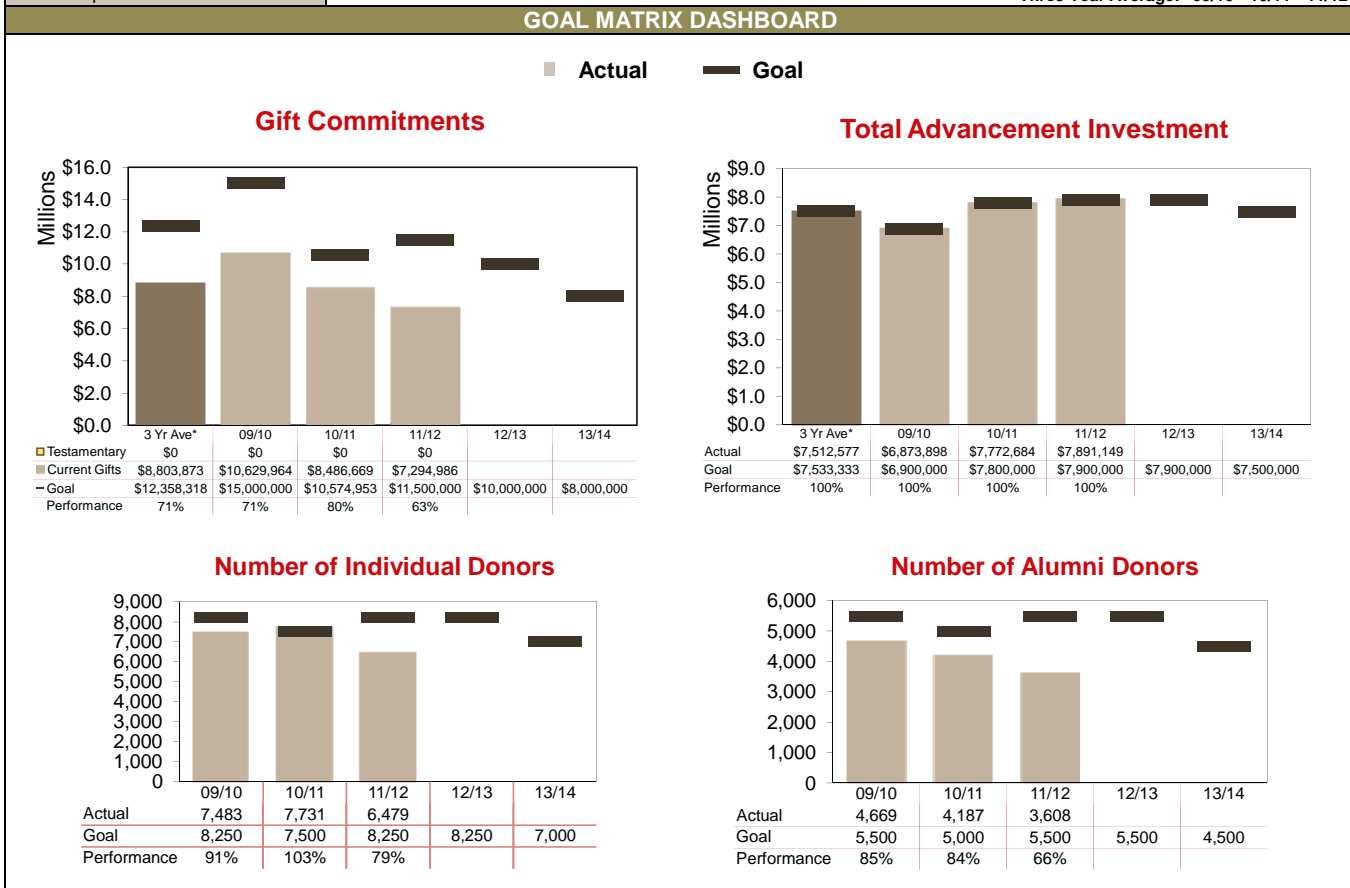 GOAL MATRIX DASHBOARD
Actual Goal
Gift Commitments
Millions
$16.0
$14.0
$12.0
$10.0
$8.0
$6.0
$4.0
$2.0
$0.0
3 Yr Ave* 09/10 10/11 11/12 12/13 13/14
Testamentary $0 $0 $0 $0
Current Gifts $8,803,873 $10,629,964 $8,486,669 $7,294,986
Goal $12,358,318 $15,000,000 $10,574,953 $11,500,000 $10,000,000 $8,000,000
Performance 71% 71% 80% 63%
Total Advancement Investment
Millions
$9.0
$8.0
$7.0
$6.0
$5.0
$4.0
$3.0
$2.0
$1.0
$0.0
3 Yr Ave* 09/10 10/11 11/12 12/13 13/14
Actual $7,512,577 $6,873,898 $7,772,684 $7,891,149
Goal $7,533,333 $6,900,000 $7,800,000 $7,900,000 $7,900,000 $7,500,000
Performance 100% 100% 100% 100%
Number of Individual Donors
9,000
8,000
7,000
6,000
5,000
4,000
3,000
2,000
1,000
0
09/10 10/11 11/12 12/13 13/14
Actual 7,483 7,731 6,479
Goal 8,250 7,500 8,250 8,250 7,000
Performance 91% 103% 79%
Number of Alumni Donors
6,000
5,000
4,000
3,000
2,000
1,000
0
09/10 10/11 11/12 12/13 13/14
Actual 4,669 4,187 3,608
Goal 5,500 5,000 5,500 5,500 4,500
Performance 85% 84% 66%